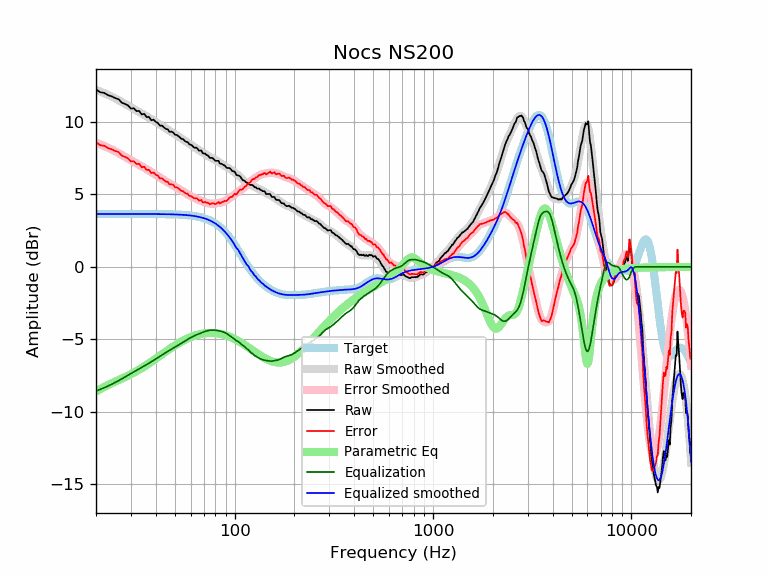 Nocs NS200
Amplitude (dBr)
10
5
0
−5
−10
−15
Target
Raw Smoothed
Error Smoothed
Raw
Error
Parametric Eq
Equalization
Equalized smoothed
100
1000
10000
Frequency (Hz)